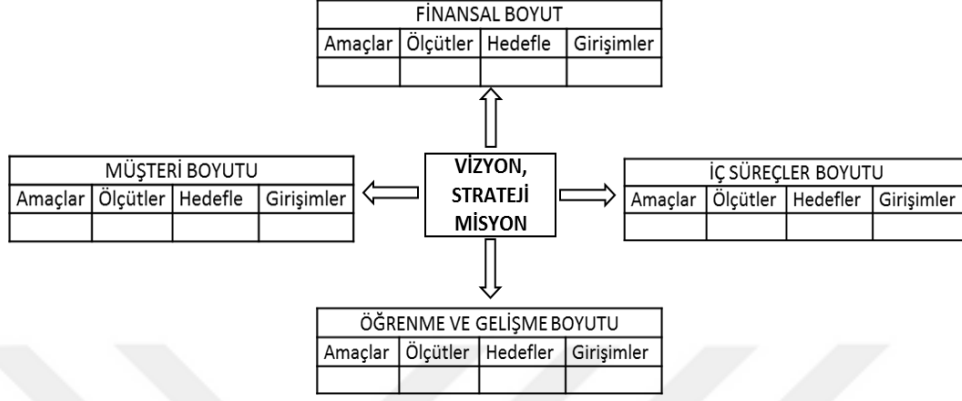 FİNANSAL BOYUT
Amaçlar Ölçütler Hedefle Girişimler
MÜŞTERİ BOYUTU
Amaçlar Ölçütler Hedefle Girişimler
VİZYON,
STRATEJİ
MİSYON
İÇ SÜREÇLER BOYUTU
Amaçlar Ölçütler Hedefler Girişimler
ÖĞRENME VE GELİŞME BOYUTU
Amaçlar Ölçütler Hedefler Girişimler